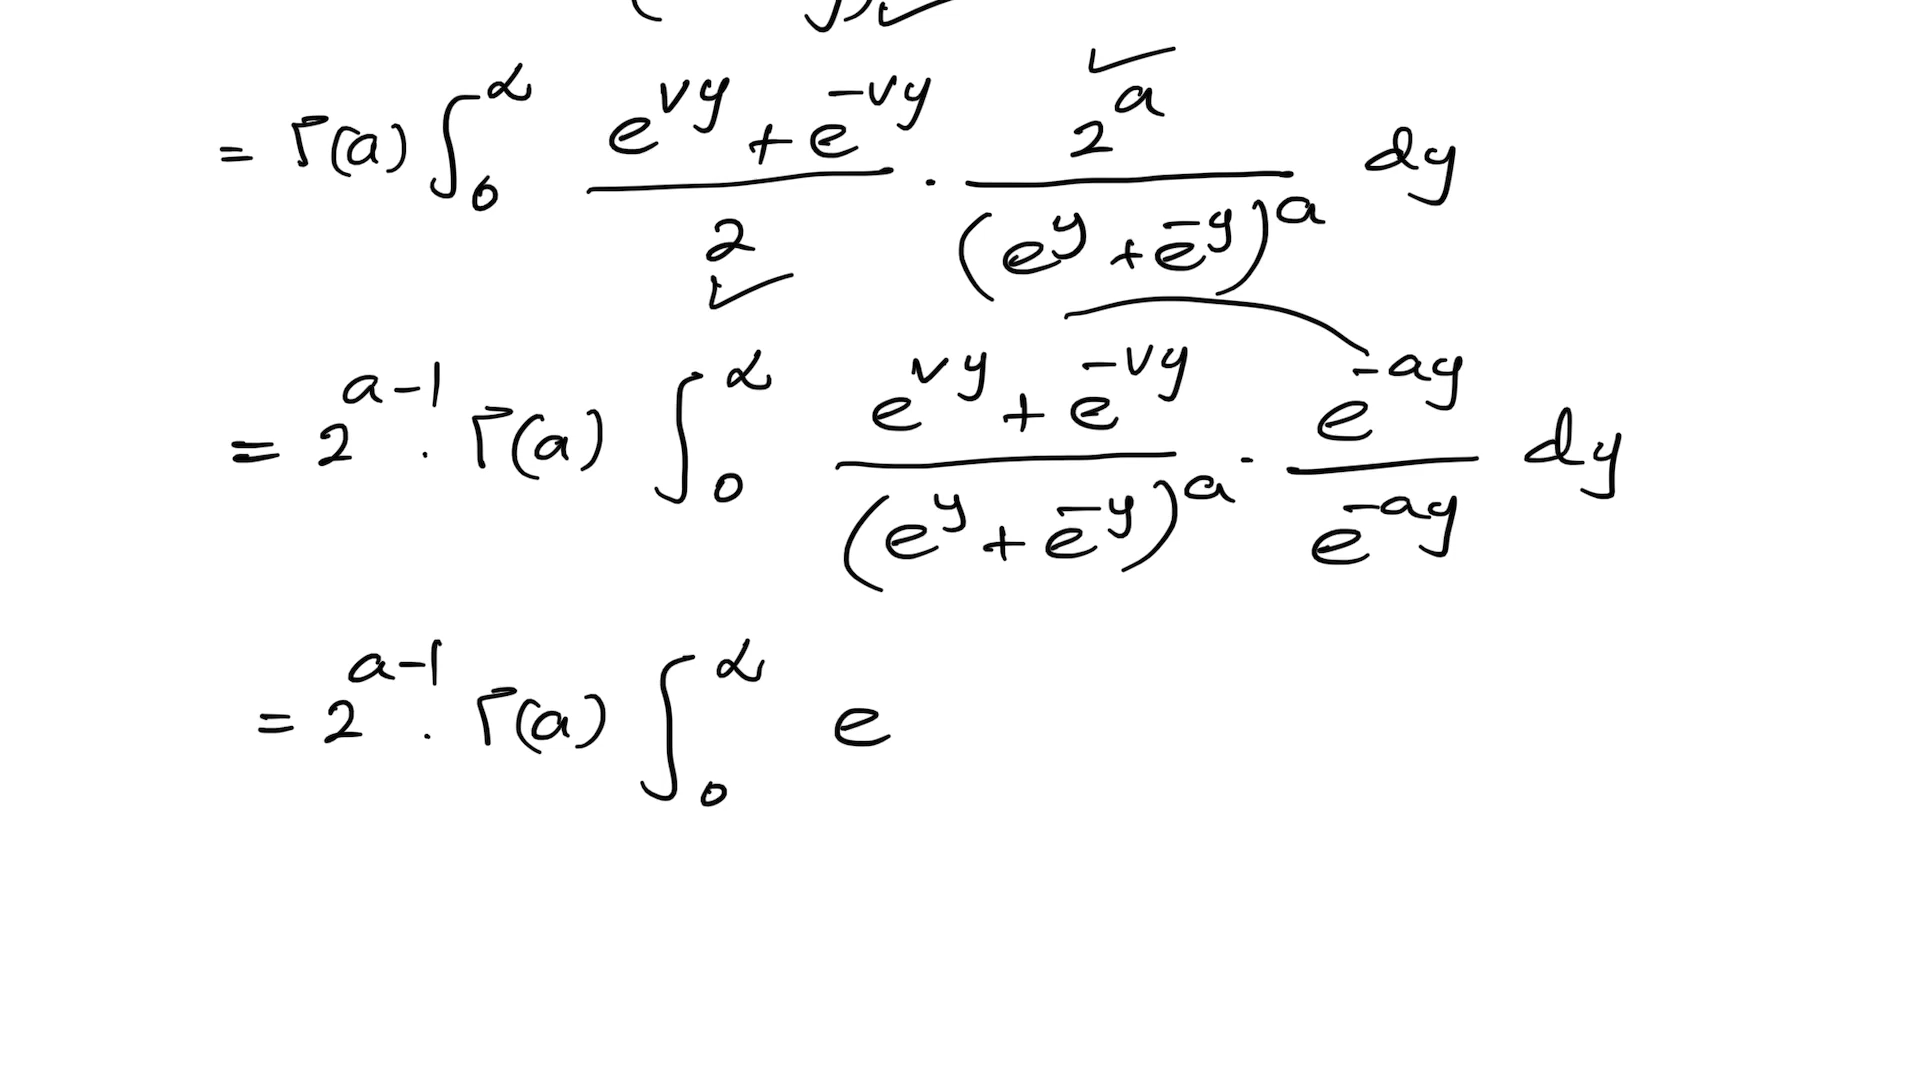 = Γ(a) ∫_0^∞ (e^{vy} + e^{-vy})/2 · 2^a/(e^y + e^{-y})^a dy
= 2^{a-1} · Γ(a) ∫_0^∞ (e^{vy} + e^{-vy})/(e^y + e^{-y})^a · e^{-ay}/e^{-ay} dy
= 2^{a-1} · Γ(a) ∫_0^∞ e